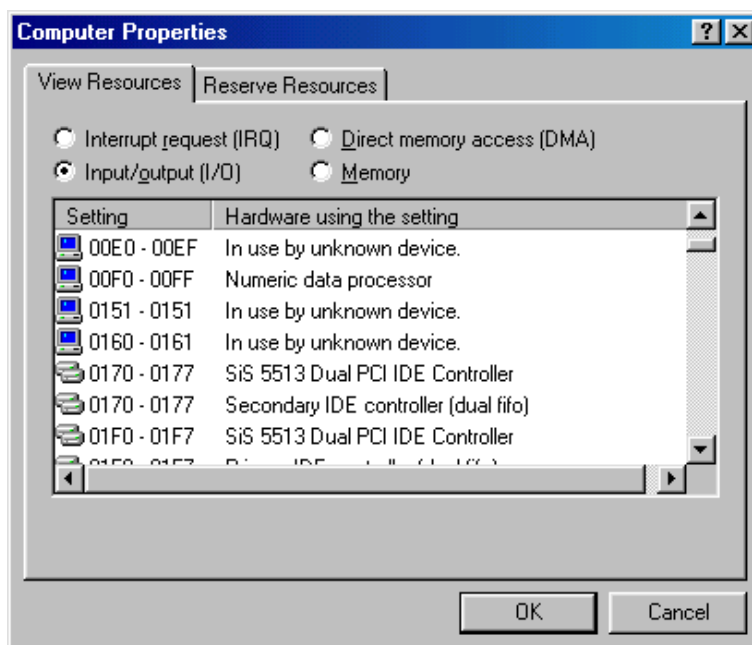 Computer Properties
View Resources Reserve Resources
Interrupt request (IRQ) Direct memory access (DMA)
Input/output (I/O) Memory
Setting Hardware using the setting
00E0 - 00EF In use by unknown device.
00F0 - 00FF Numeric data processor
0151 - 0151 In use by unknown device.
0160 - 0161 In use by unknown device.
0170 - 0177 SiS 5513 Dual PCI IDE Controller
0170 - 0177 Secondary IDE controller (dual fifo)
01F0 - 01F7 SiS 5513 Dual PCI IDE Controller
OK Cancel